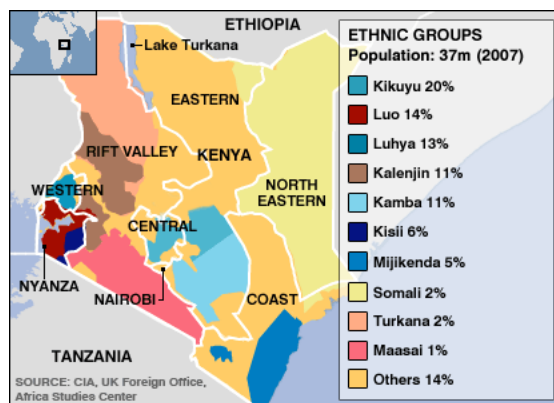 ETHIOPIA
Lake Turkana
EASTERN
RIFT VALLEY
KENYA
WESTERN
NORTH
EASTERN
CENTRAL
NYANZA
NAIROBI
COAST
TANZANIA
SOURCE: CIA, UK Foreign Office,
Africa Studies Center
ETHNIC GROUPS
Population: 37m (2007)
Kikuyu 20%
Luo 14%
Luhya 13%
Kalenjin 11%
Kamba 11%
Kisii 6%
Mijikenda 5%
Somali 2%
Turkana 2%
Maasai 1%
Others 14%